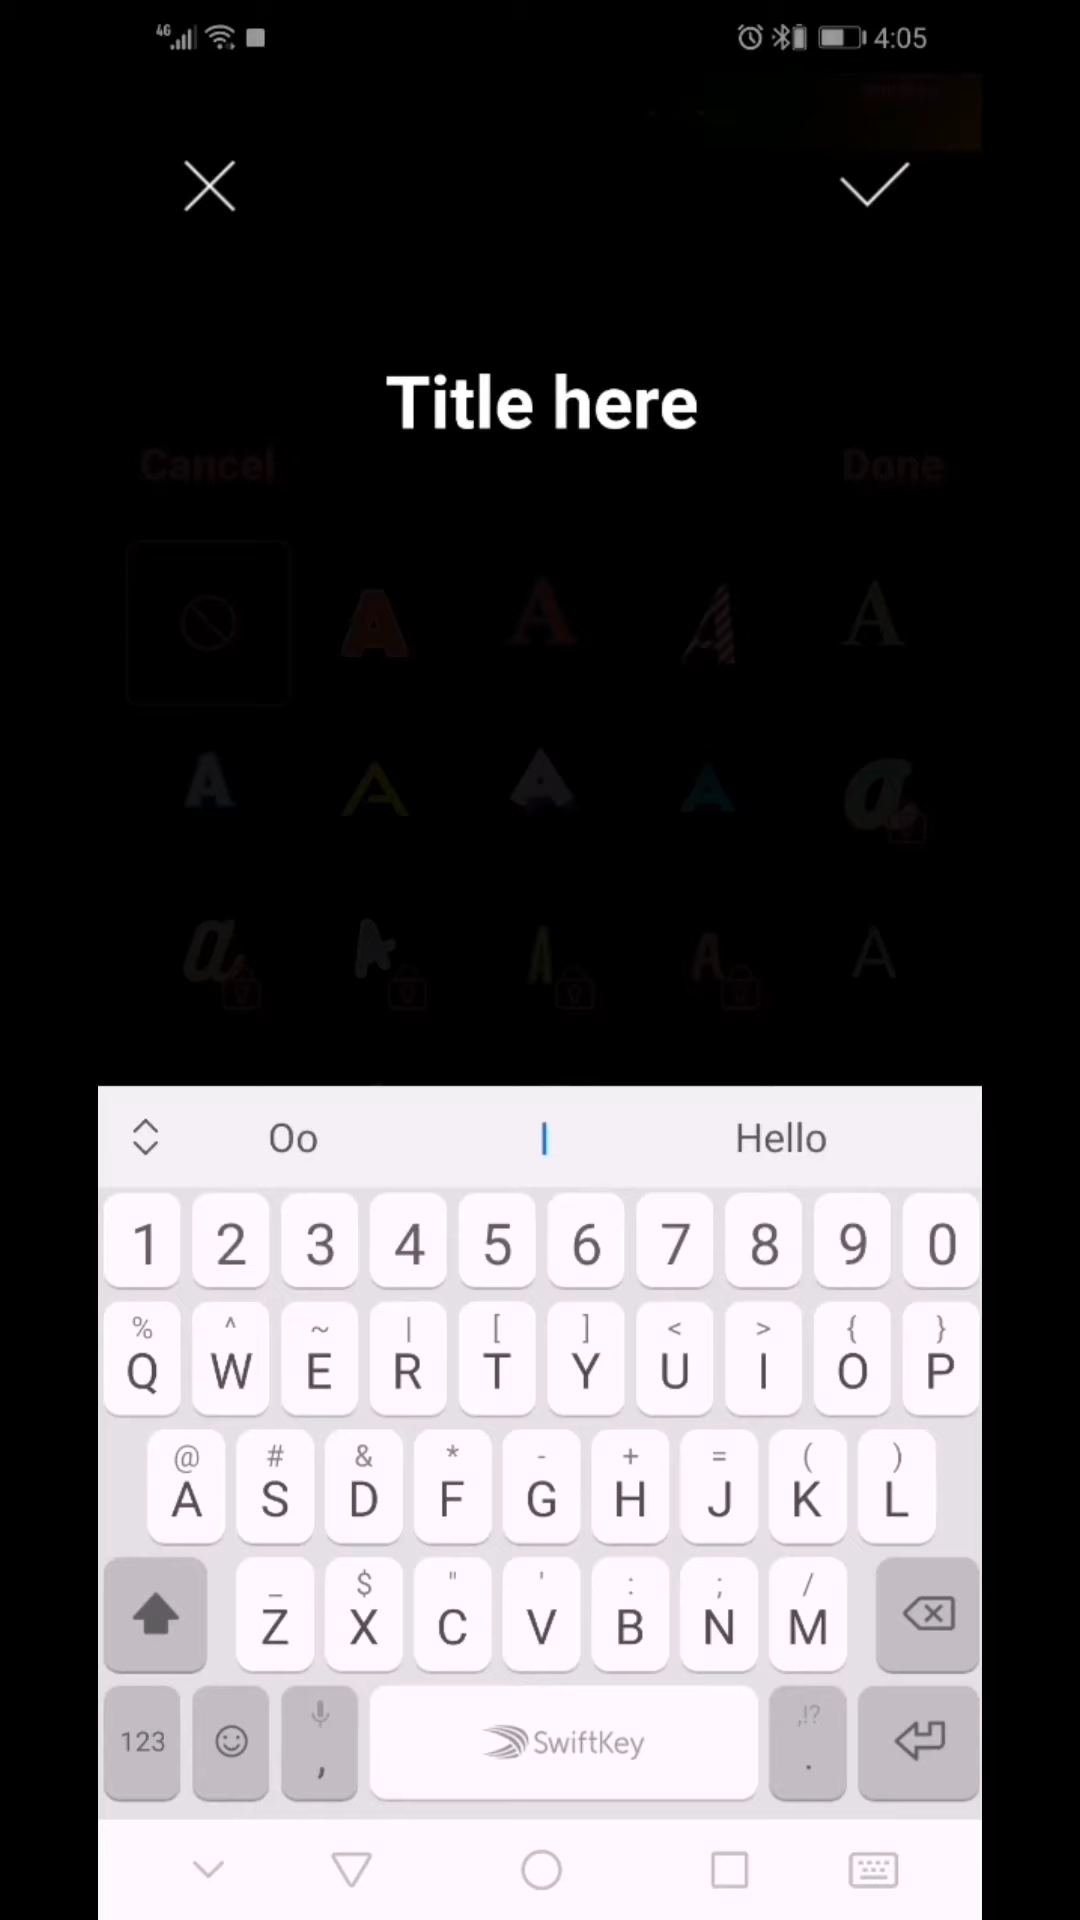 4G 4:05
Title here
Cancel Done
A A A A
A A A A a
a A A A A
Oo | Hello
1 2 3 4 5 6 7 8 9 0
% ^ ~ | [ ] < > { }
Q W E R T Y U I O P
@ # & * - + = ( )
A S D F G H J K L
_ $ " ' : ; /
Z X C V B N M
,!?
123 , SwiftKey .